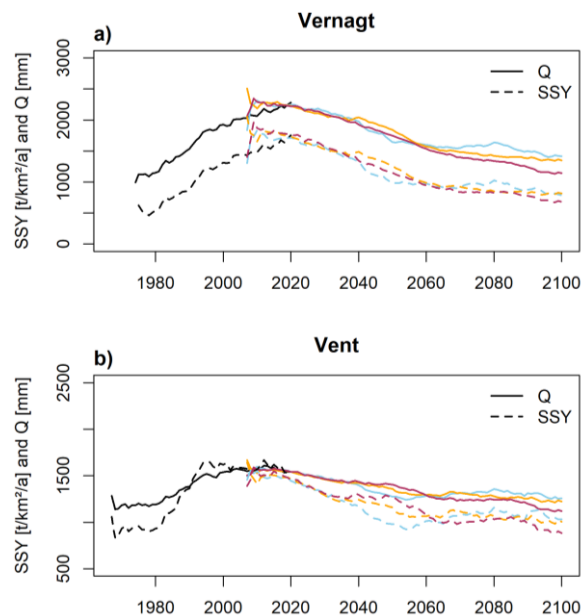 Vernagt
a)
SSY [t/km²/a] and Q [mm]
3000
2000
1000
0
Q
SSY
1980 2000 2020 2040 2060 2080 2100
Vent
b)
SSY [t/km²/a] and Q [mm]
2500
1500
500
Q
SSY
1980 2000 2020 2040 2060 2080 2100